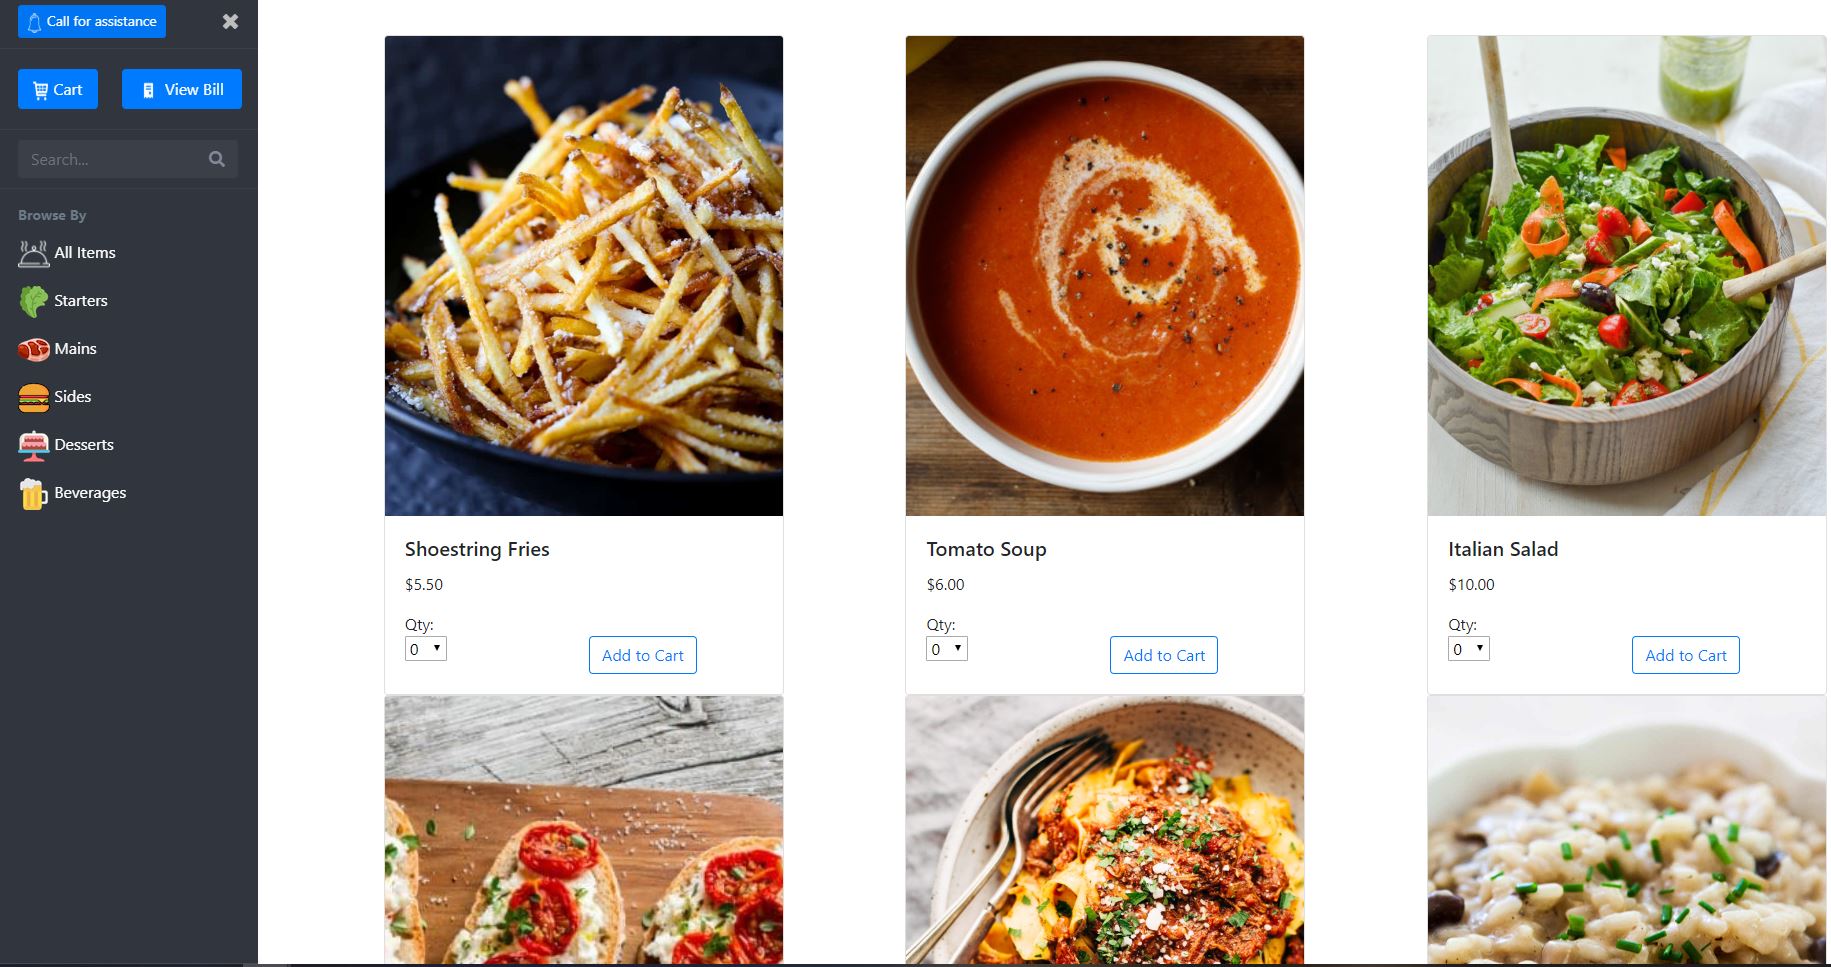 Call for assistance
Cart
View Bill
Search...
Browse By
All Items
Starters
Mains
Sides
Desserts
Beverages
Shoestring Fries
$5.50
Qty:
0
Add to Cart
Tomato Soup
$6.00
Qty:
0
Add to Cart
Italian Salad
$10.00
Qty:
0
Add to Cart